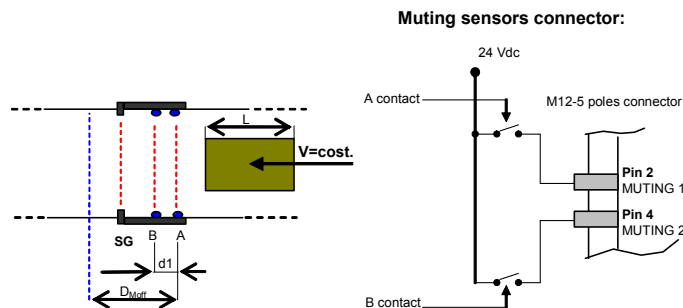 Muting sensors connector:
24 Vdc
A contact
M12-5 poles connector
L
V=cost.
Pin 2
MUTING 1
Pin 4
MUTING 2
SG
B
A
d1
DMoff
B contact